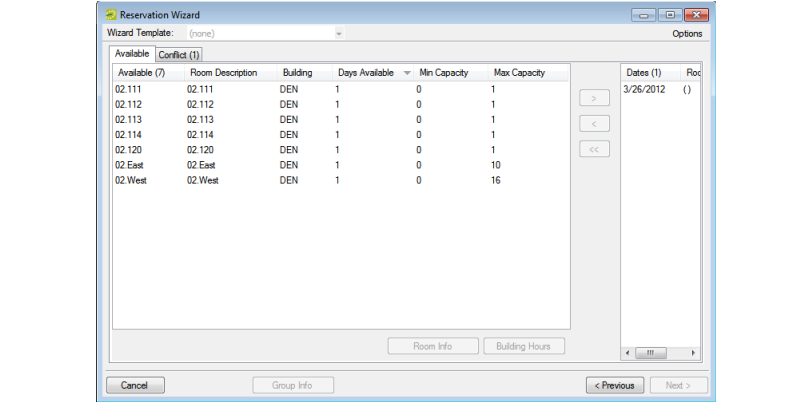 Reservation Wizard
Wizard Template: (none) Options
Available Conflict (1)
Available (7) Room Description Building Days Available Min Capacity Max Capacity Dates (1) Roo
02.111 02.111 DEN 1 0 1 > 3/26/2012 ( )
02.112 02.112 DEN 1 0 1
02.113 02.113 DEN 1 0 1 <
02.114 02.114 DEN 1 0 1
02.120 02.120 DEN 1 0 1 <<
02.East 02.East DEN 1 0 10
02.West 02.West DEN 1 0 16
Room Info Building Hours
Cancel Group Info < Previous Next >